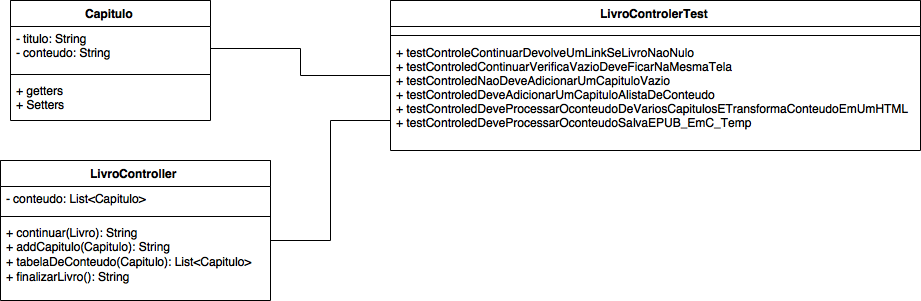 Capitulo
- titulo: String
- conteudo: String
+ getters
+ Setters
LivroControlerTest
+ testControleContinuarDevolveUmLinkSeLivroNaoNulo
+ testControledContinuarVerificaVazioDeveFicarNaMesmaTela
+ testControledNaoDeveAdicionarUmCapituloVazio
+ testControledDeveAdicionarUmCapituloAlistaDeConteudo
+ testControledDeveProcessarOconteudoDeVariosCapitulosETransformaConteudoEmUmHTML
+ testControledDeveProcessarOconteudoSalvaEPUB_EmC_Temp
LivroController
- conteudo: List<Capitulo>
+ continuar(Livro): String
+ addCapitulo(Capitulo): String
+ tabelaDeConteudo(Capitulo): List<Capitulo>
+ finalizarLivro(): String